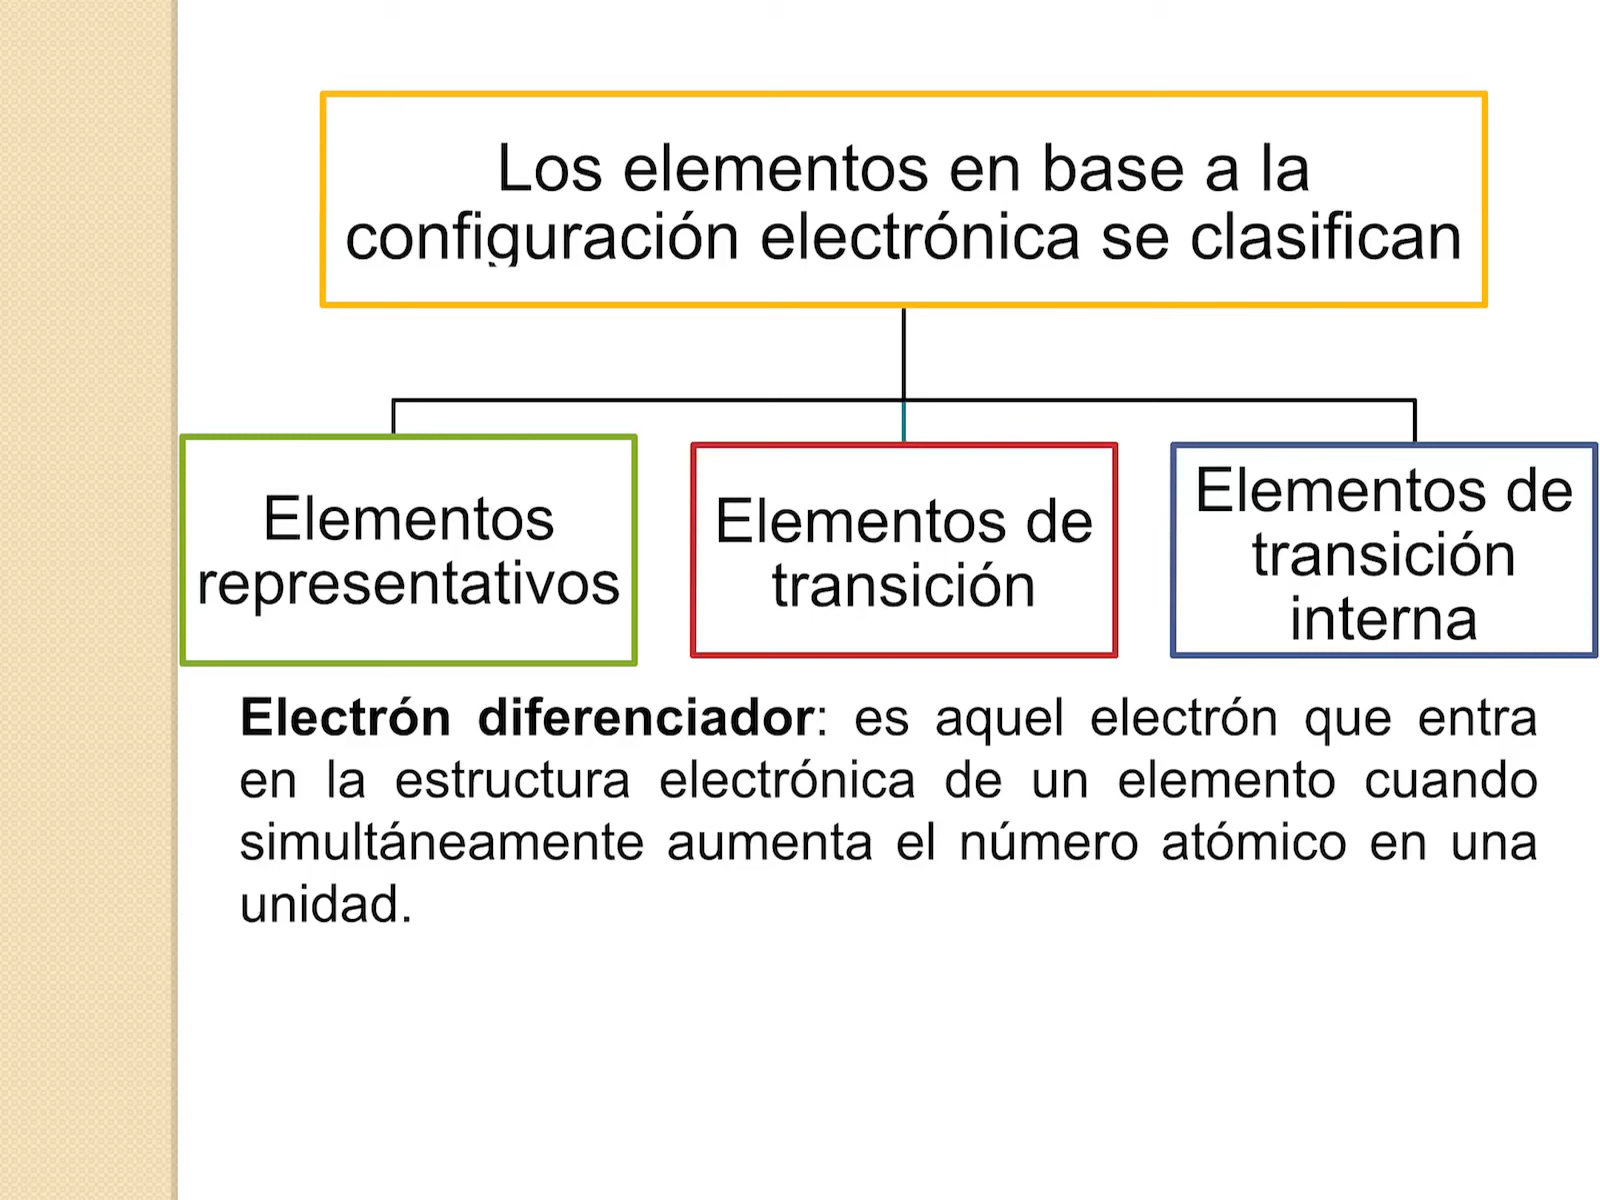 Los elementos en base a la
configuración electrónica se clasifican
Elementos
representativos
Elementos de
transición
Elementos de
transición
interna
Electrón diferenciador: es aquel electrón que entra
en la estructura electrónica de un elemento cuando
simultáneamente aumenta el número atómico en una
unidad.